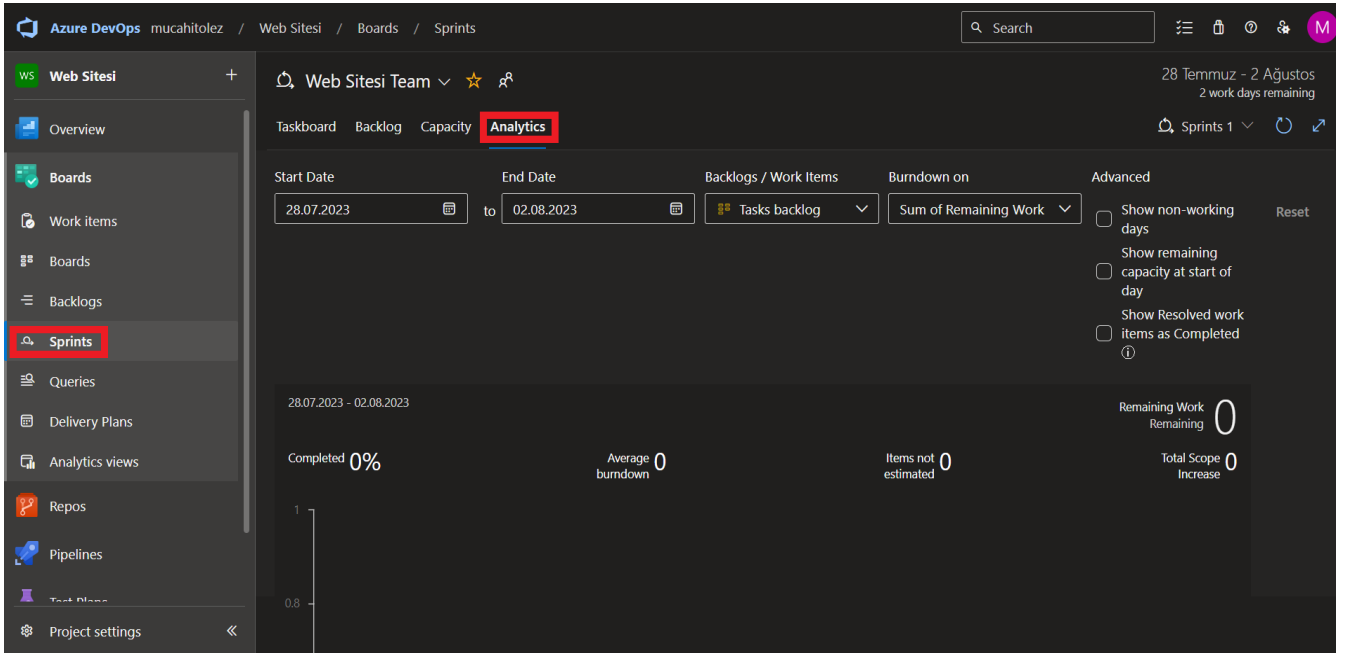 Azure DevOps mucahitolez / Web Sitesi / Boards / Sprints
Search
M
WS Web Sitesi +
Overview
Boards
Work items
Boards
Backlogs
Sprints
Queries
Delivery Plans
Analytics views
Repos
Pipelines
Test Plans
Project settings
Web Sitesi Team
28 Temmuz - 2 Ağustos
2 work days remaining
Taskboard Backlog Capacity Analytics
Sprints 1
Start Date End Date Backlogs / Work Items Burndown on Advanced
28.07.2023 to 02.08.2023 Tasks backlog Sum of Remaining Work
Show non-working
days
Reset
Show remaining
capacity at start of
day
Show Resolved work
items as Completed
28.07.2023 - 02.08.2023
Remaining Work
Remaining
0
Completed 0%
Average
burndown
0
Items not
estimated
0
Total Scope
Increase
0
1
0.8